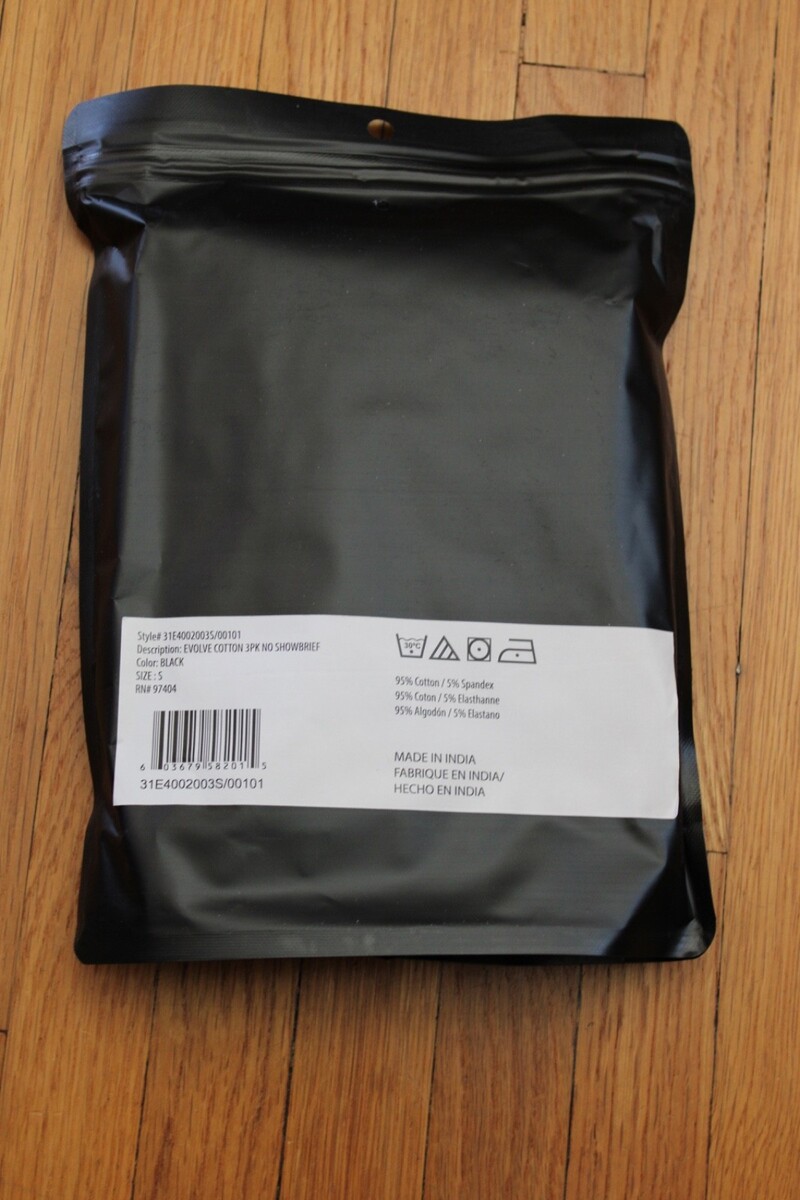 Style# 31E4002003S/00101
Description: EVOLVE COTTON 3PK NO SHOWBRIEF
Color: BLACK
SIZE : S
RN# 97404
6 03679 58201 5
31E4002003S/00101
30°C
95% Cotton / 5% Spandex
95% Coton / 5% Elasthanne
95% Algodón / 5% Elastano
MADE IN INDIA
FABRIQUE EN INDIA/
HECHO EN INDIA